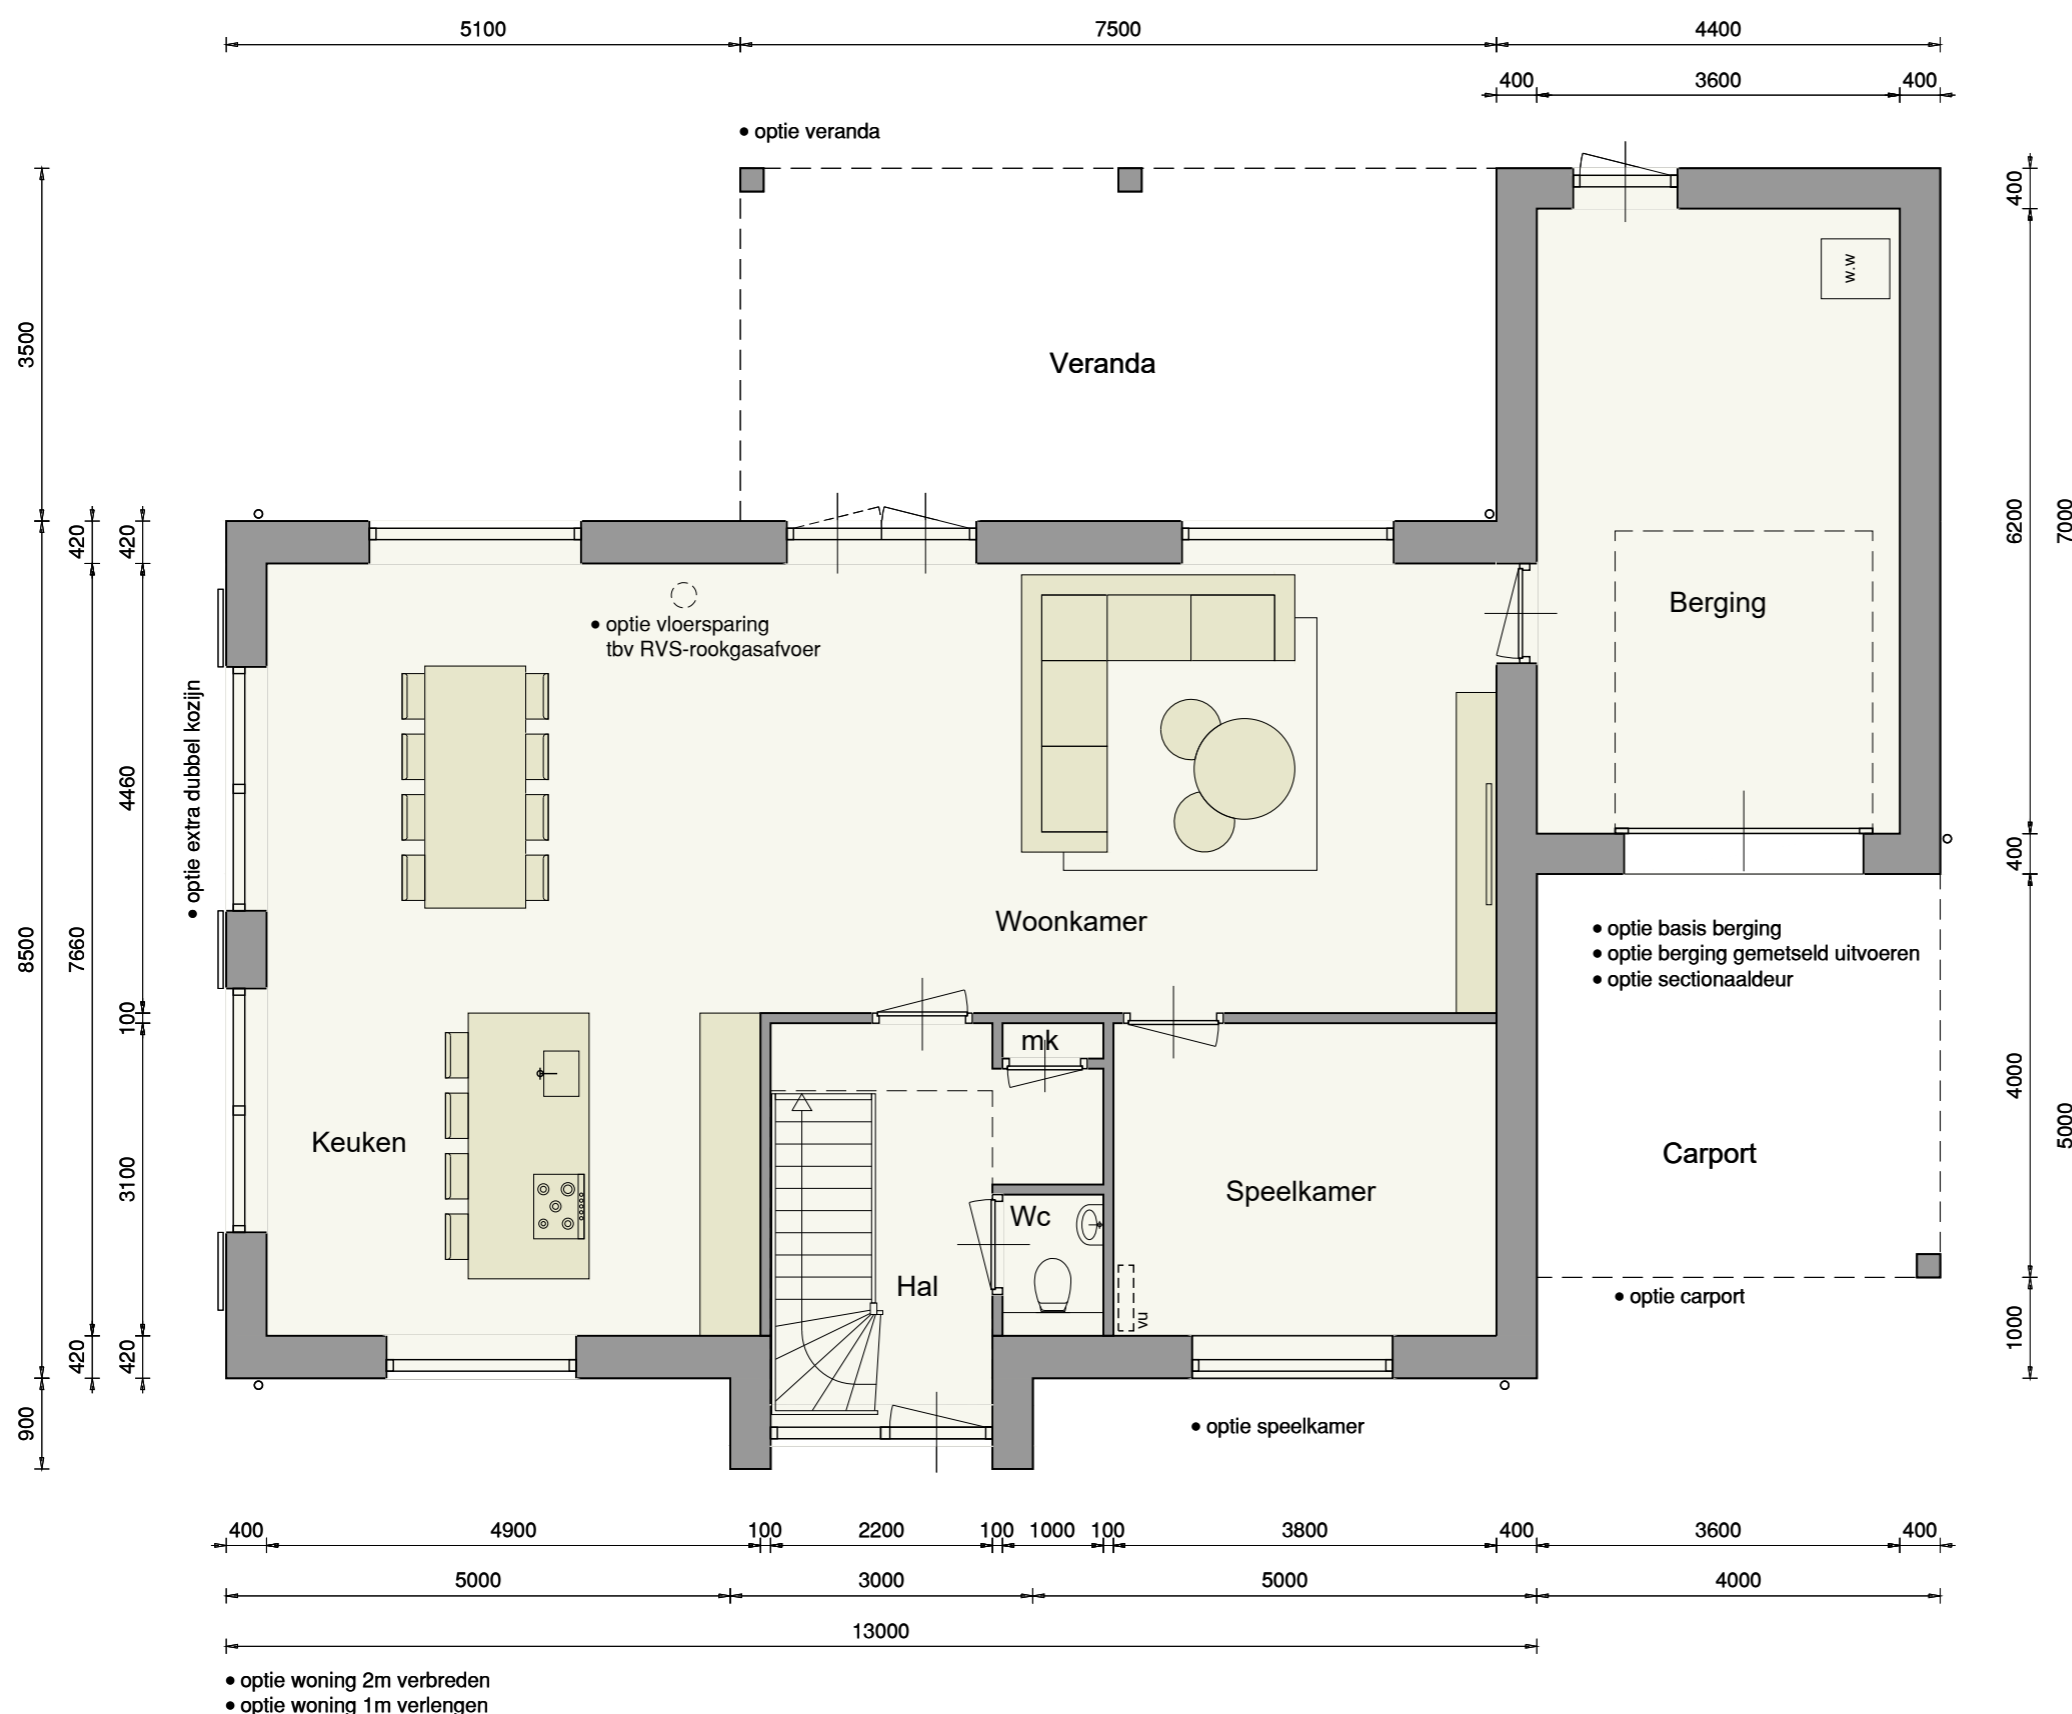 5100 7500 4400
400 3600 400
• optie veranda
400
3500
w.w
Veranda
420 420
6200 7000
Berging
• optie vloersparing
tbv RVS-rookgasafvoer
• optie extra dubbel kozijn
4460
400
Woonkamer
• optie basis berging
• optie berging gemetseld uitvoeren
• optie sectionaaldeur
8500 7660
100
mk
4000
5000
Keuken
Carport
3100
Speelkamer
Wc
Hal
• optie carport
vu
1000
420 420
900
• optie speelkamer
400 4900 100 2200 100 1000 100 3800 400 3600 400
5000 3000 5000 4000
13000
• optie woning 2m verbreden
• optie woning 1m verlengen